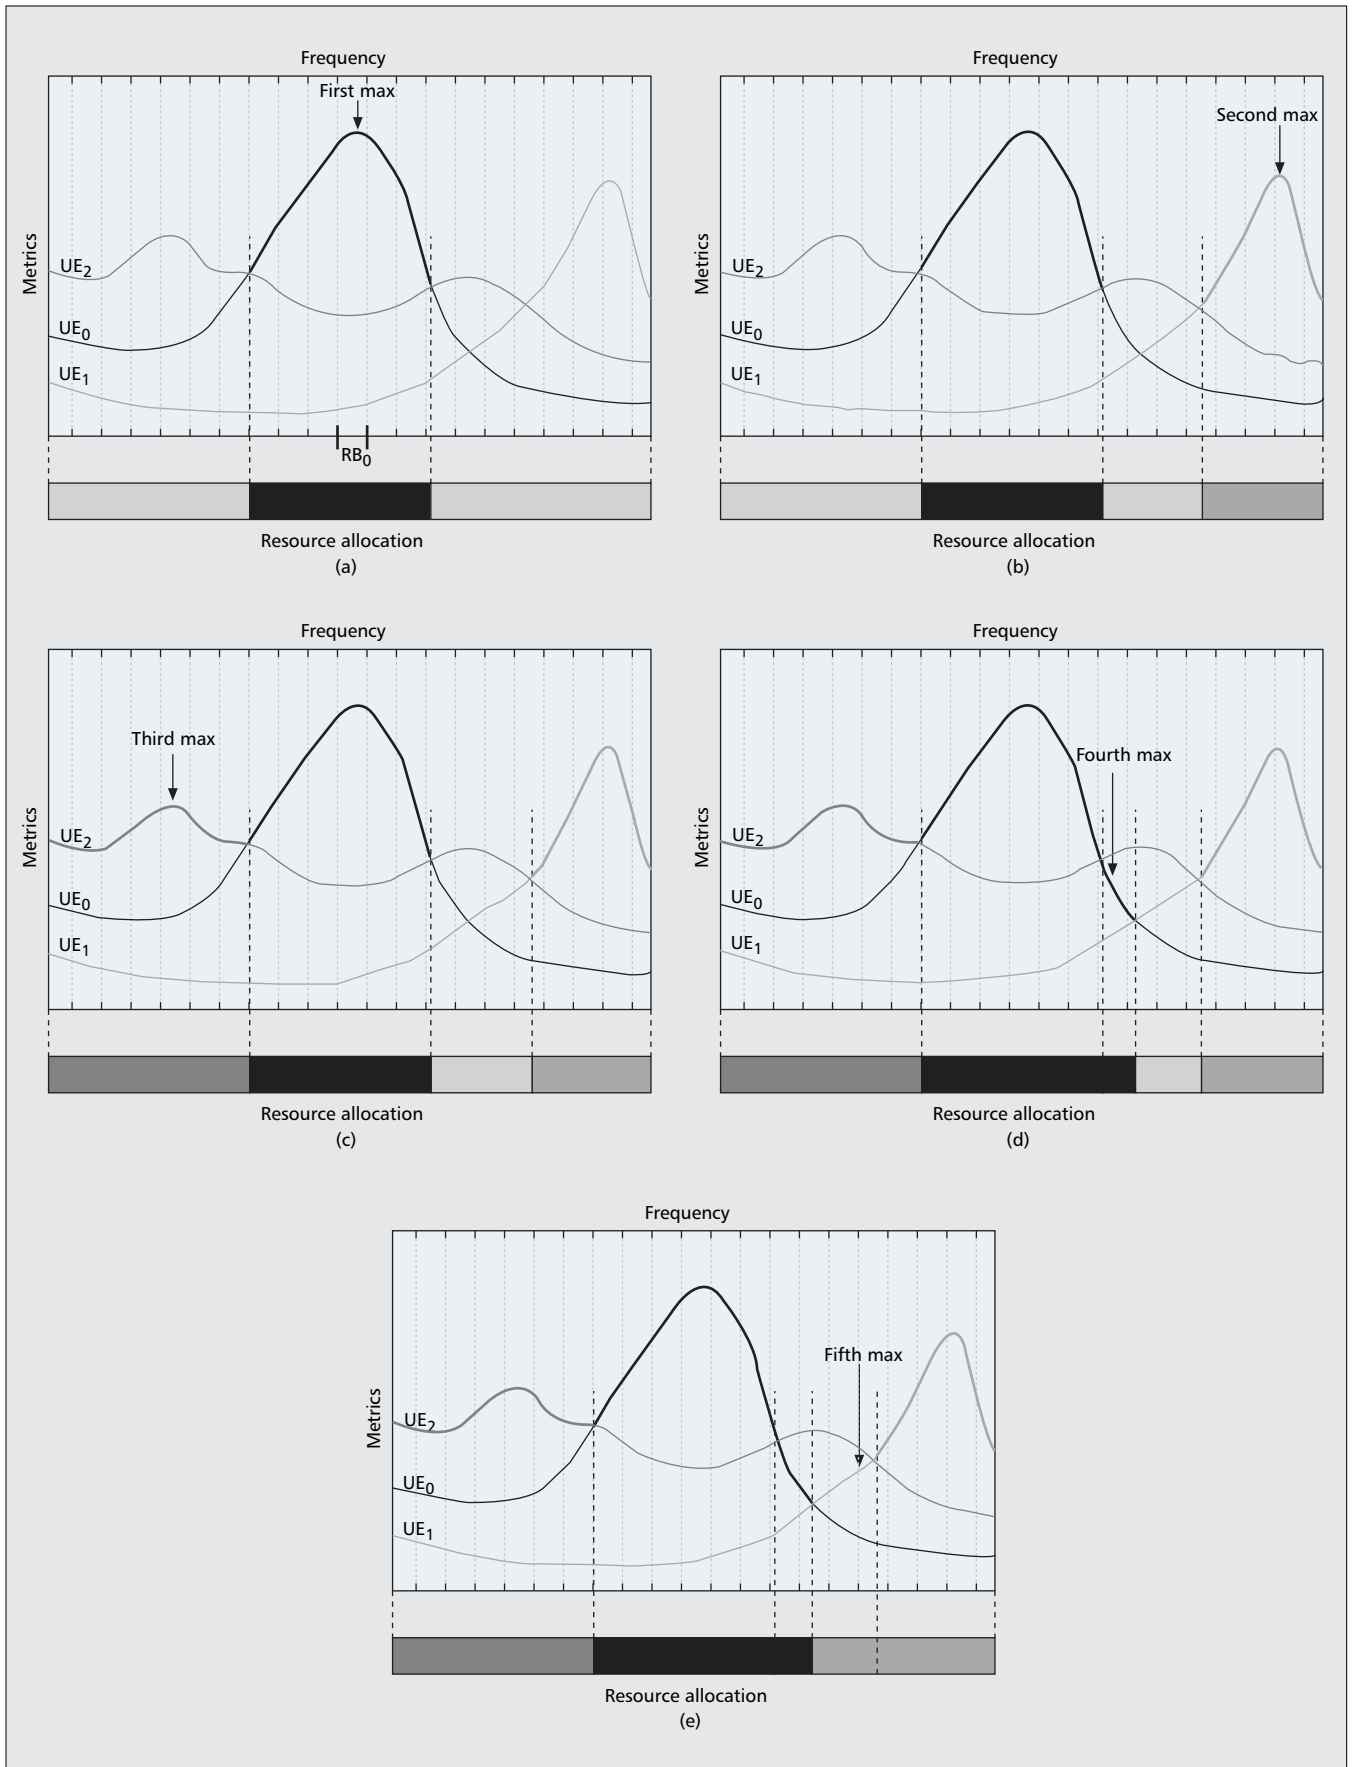 Frequency
First max
Metrics
UE2
UE0
UE1
RB0
Resource allocation
(a)
Frequency
Second max
Metrics
UE2
UE0
UE1
Resource allocation
(b)
Frequency
Third max
Metrics
UE2
UE0
UE1
Resource allocation
(c)
Frequency
Fourth max
Metrics
UE2
UE0
UE1
Resource allocation
(d)
Frequency
Fifth max
Metrics
UE2
UE0
UE1
Resource allocation
(e)